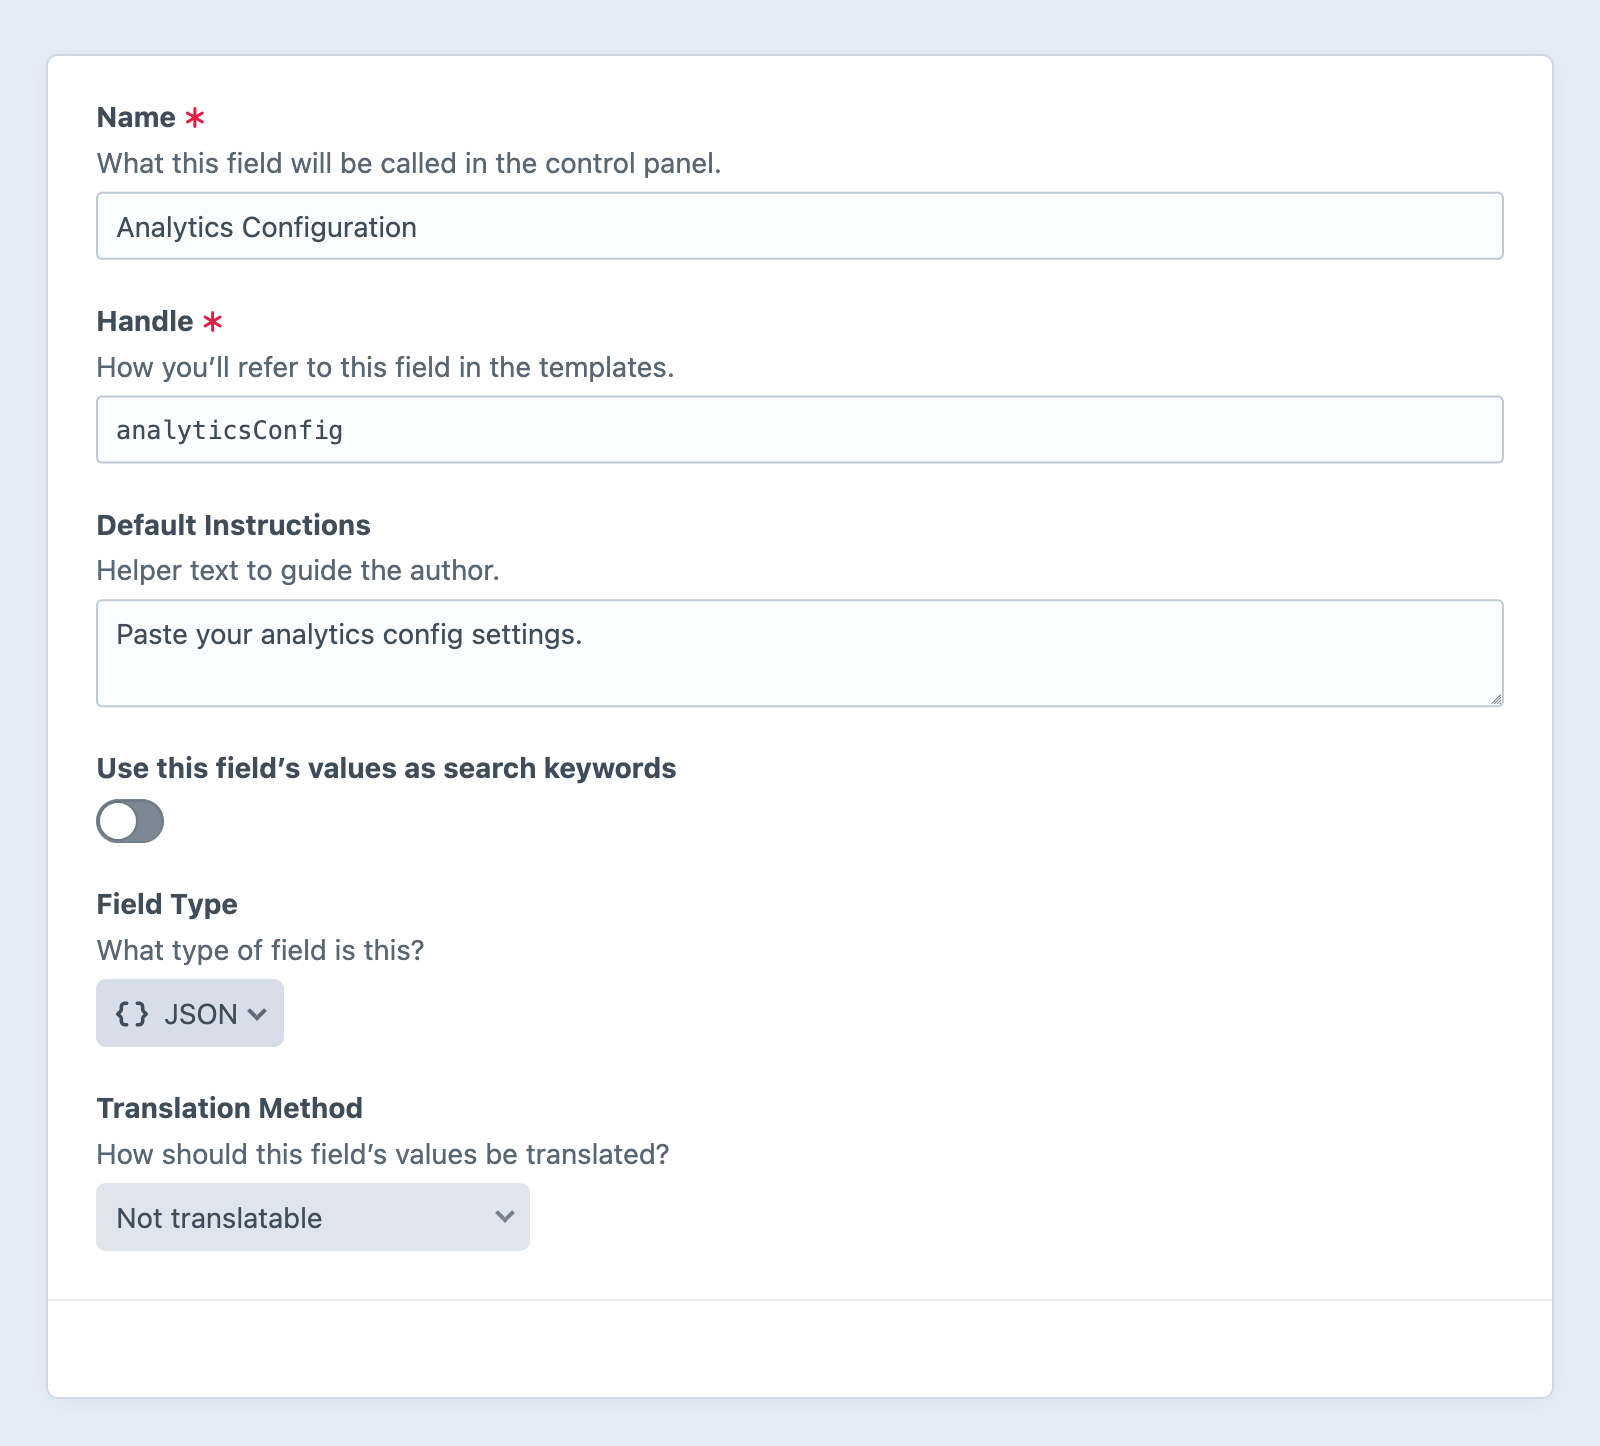 Name *
What this field will be called in the control panel.
Analytics Configuration
Handle *
How you’ll refer to this field in the templates.
analyticsConfig
Default Instructions
Helper text to guide the author.
Paste your analytics config settings.
Use this field’s values as search keywords
Field Type
What type of field is this?
{} JSON
Translation Method
How should this field’s values be translated?
Not translatable